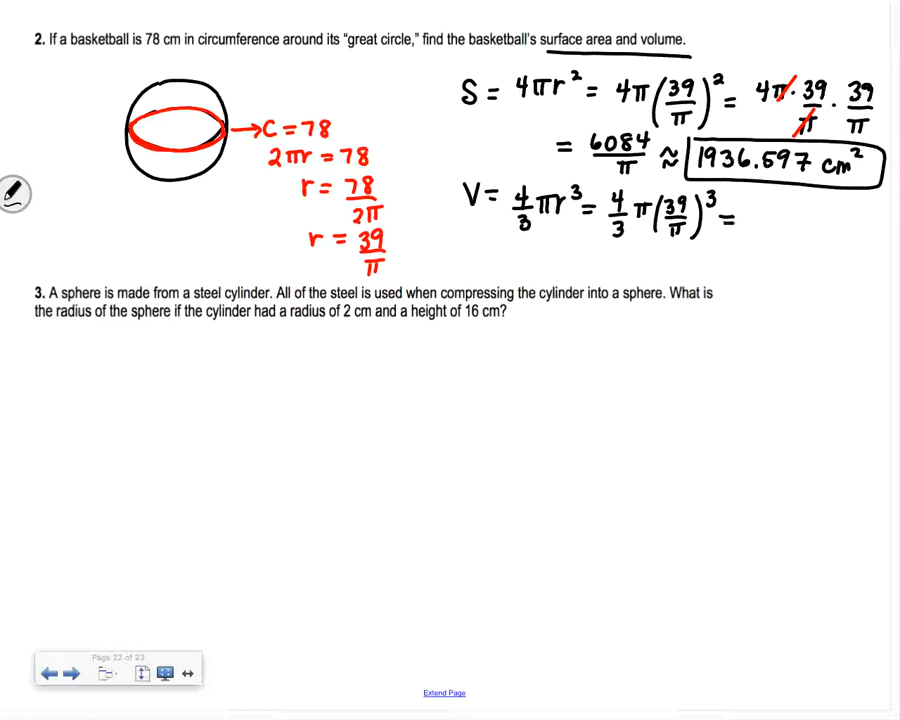 2. If a basketball is 78 cm in circumference around its “great circle,” find the basketball’s surface area and volume.
S = 4πr² = 4π(39/π)² = 4π · 39/π · 39/π
→ C = 78
2πr = 78
= 6084/π ≈ 1936.597 cm²
r = 78/2π
V = 4/3 πr³ = 4/3 π(39/π)³ =
r = 39/π
3. A sphere is made from a steel cylinder. All of the steel is used when compressing the cylinder into a sphere. What is
the radius of the sphere if the cylinder had a radius of 2 cm and a height of 16 cm?
Page 22 of 23
Extend Page